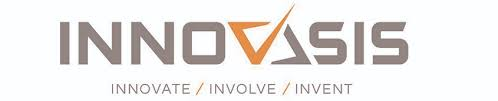 INNOVASIS
INNOVATE / INVOLVE / INVENT